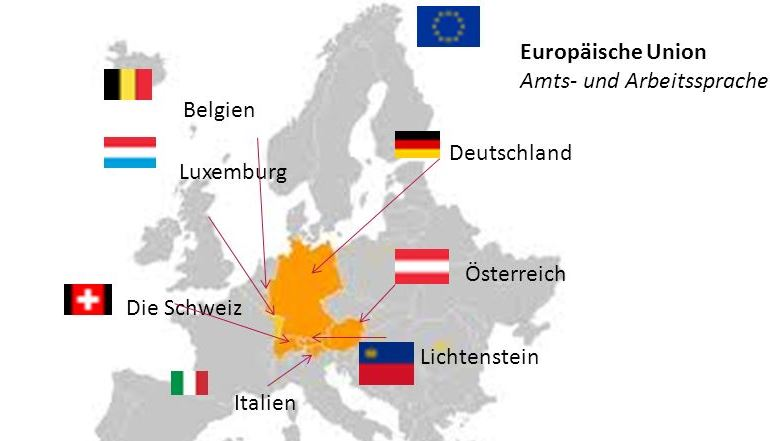 Europäische Union
Amts- und Arbeitssprache
Belgien
Deutschland
Luxemburg
Österreich
Die Schweiz
Lichtenstein
Italien